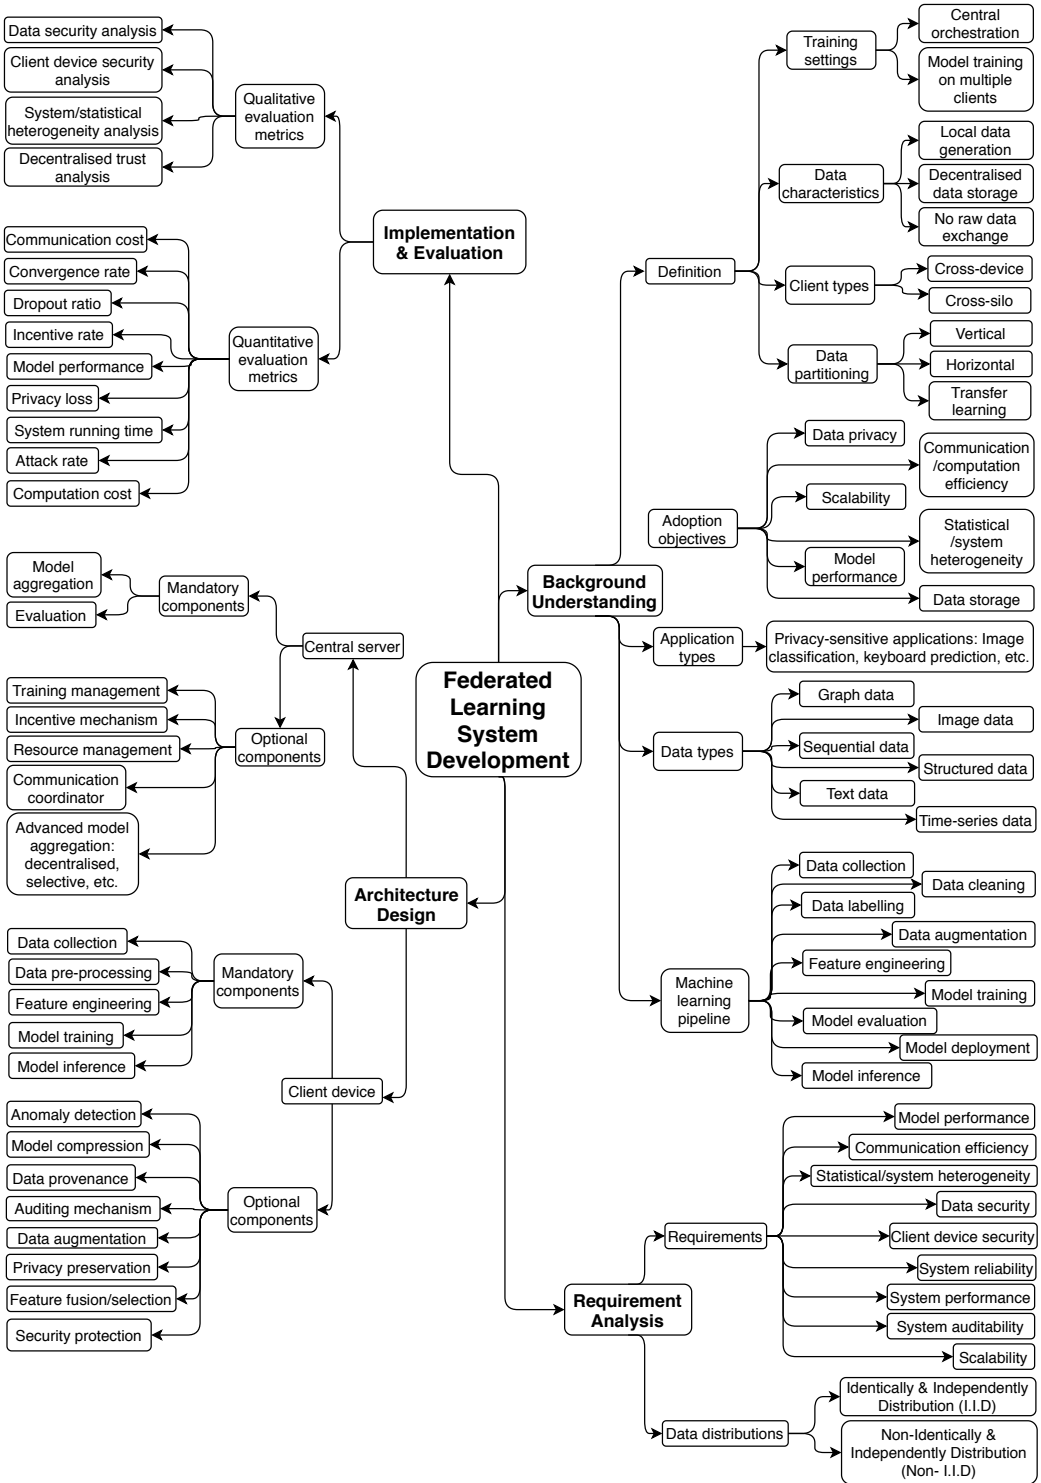 Data security analysis
Client device security
analysis
System/statistical
heterogeneity analysis
Decentralised trust
analysis
Qualitative
evaluation
metrics
Communication cost
Convergence rate
Dropout ratio
Incentive rate
Model performance
Privacy loss
System running time
Attack rate
Computation cost
Quantitative
evaluation
metrics
Implementation
& Evaluation
Model
aggregation
Evaluation
Mandatory
components
Central server
Training management
Incentive mechanism
Resource management
Communication
coordinator
Advanced model
aggregation:
decentralised,
selective, etc.
Optional
components
Architecture
Design
Data collection
Data pre-processing
Feature engineering
Model training
Model inference
Mandatory
components
Client device
Anomaly detection
Model compression
Data provenance
Auditing mechanism
Data augmentation
Privacy preservation
Feature fusion/selection
Security protection
Optional
components
Federated
Learning
System
Development
Background
Understanding
Definition
Training
settings
Central
orchestration
Model training
on multiple
clients
Data
characteristics
Local data
generation
Decentralised
data storage
No raw data
exchange
Client types
Cross-device
Cross-silo
Data
partitioning
Vertical
Horizontal
Transfer
learning
Adoption
objectives
Data privacy
Communication
/computation
efficiency
Scalability
Statistical
/system
heterogeneity
Model
performance
Data storage
Application
types
Privacy-sensitive applications: Image
classification, keyboard prediction, etc.
Data types
Graph data
Image data
Sequential data
Structured data
Text data
Time-series data
Machine
learning
pipeline
Data collection
Data cleaning
Data labelling
Data augmentation
Feature engineering
Model training
Model evaluation
Model deployment
Model inference
Requirement
Analysis
Requirements
Model performance
Communication efficiency
Statistical/system heterogeneity
Data security
Client device security
System reliability
System performance
System auditability
Scalability
Data distributions
Identically & Independently
Distribution (I.I.D)
Non-Identically &
Independently Distribution
(Non- I.I.D)